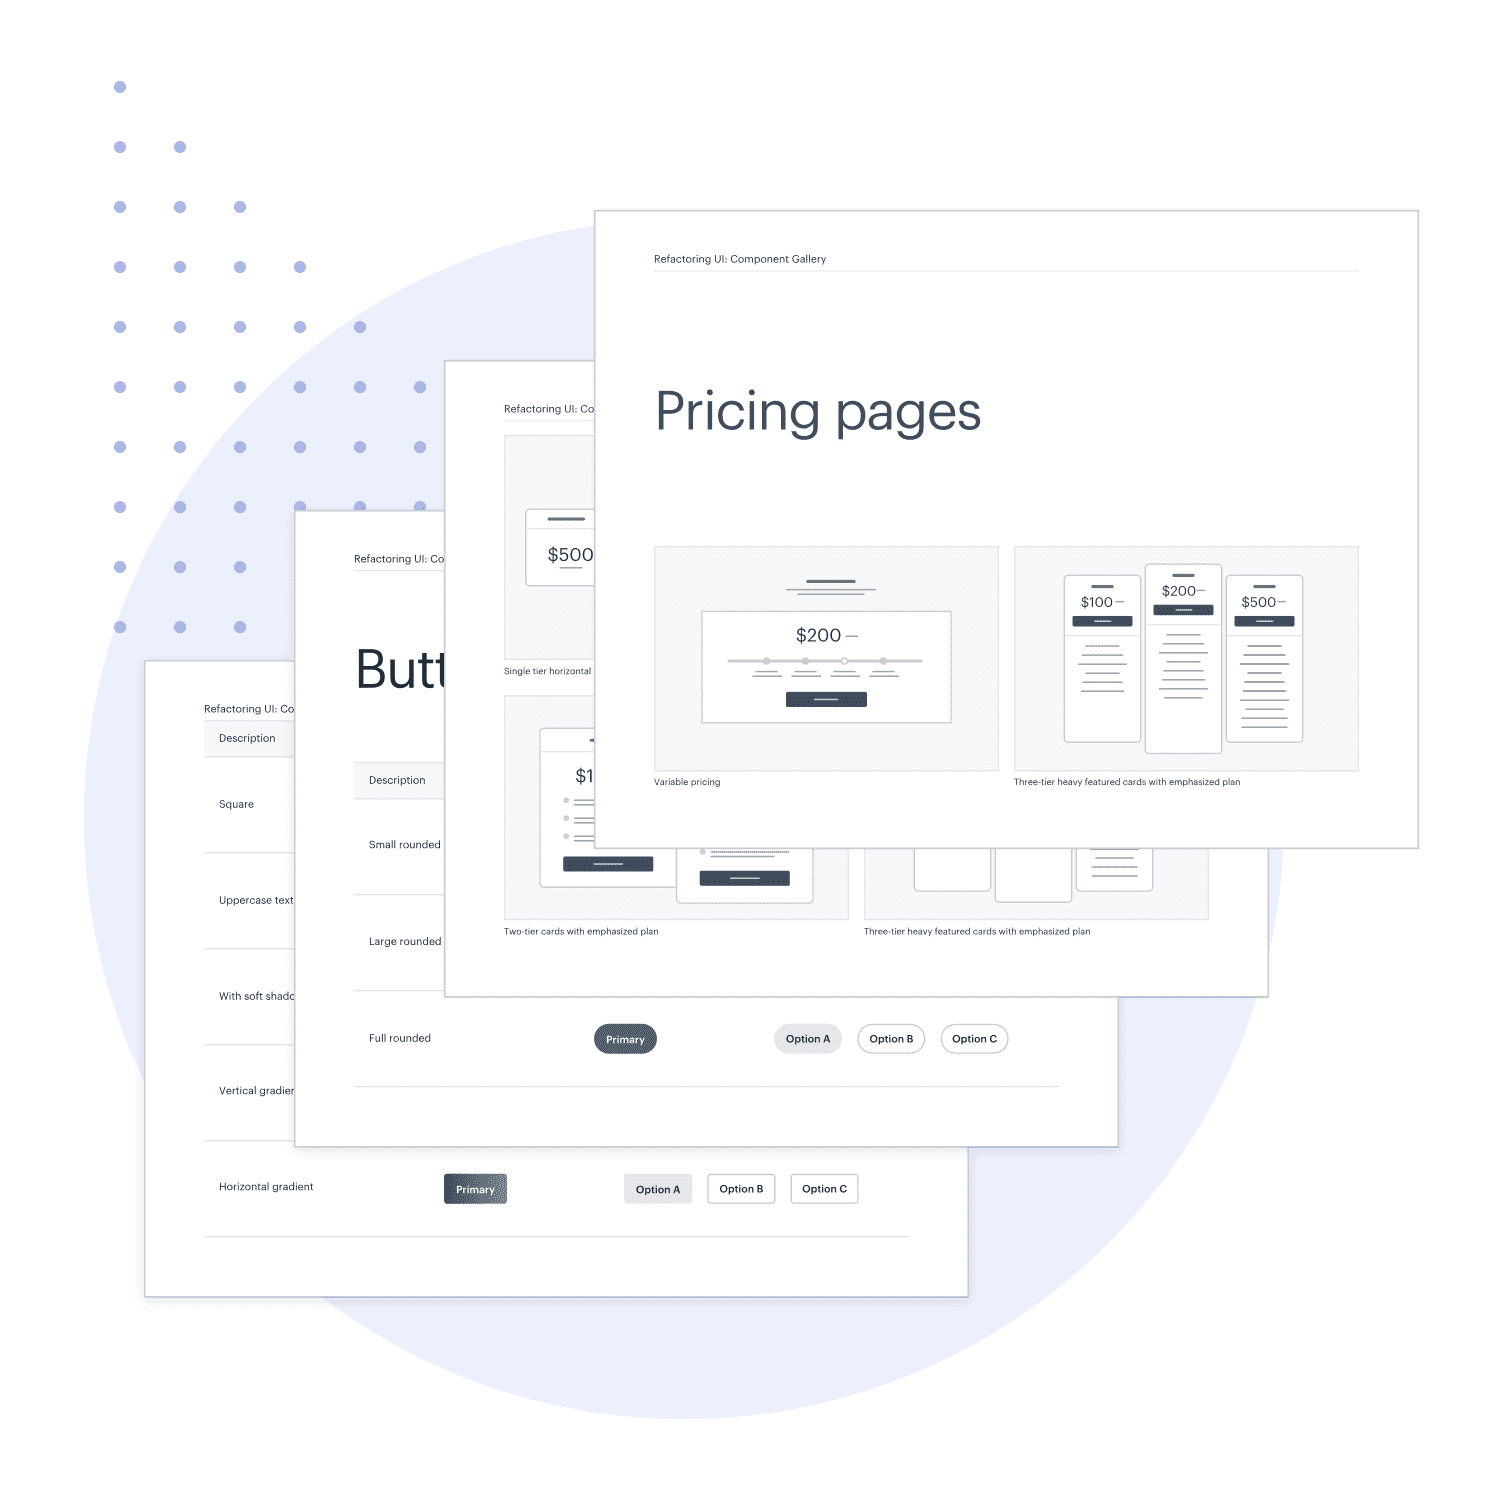 Refactoring UI: Component Gallery
Pricing pages
$200
Variable pricing
$100
$200
$500
Three-tier heavy featured cards with emphasized plan
Refactoring UI: Co
$500
Single tier horizontal
$1
Two-tier cards with emphasized plan
Three-tier heavy featured cards with emphasized plan
Refactoring UI: Co
Butt
Description
Small rounded
Large rounded
Full rounded Primary Option A Option B Option C
Refactoring UI: Co
Description
Square
Uppercase text
With soft shado
Vertical gradien
Horizontal gradient Primary Option A Option B Option C